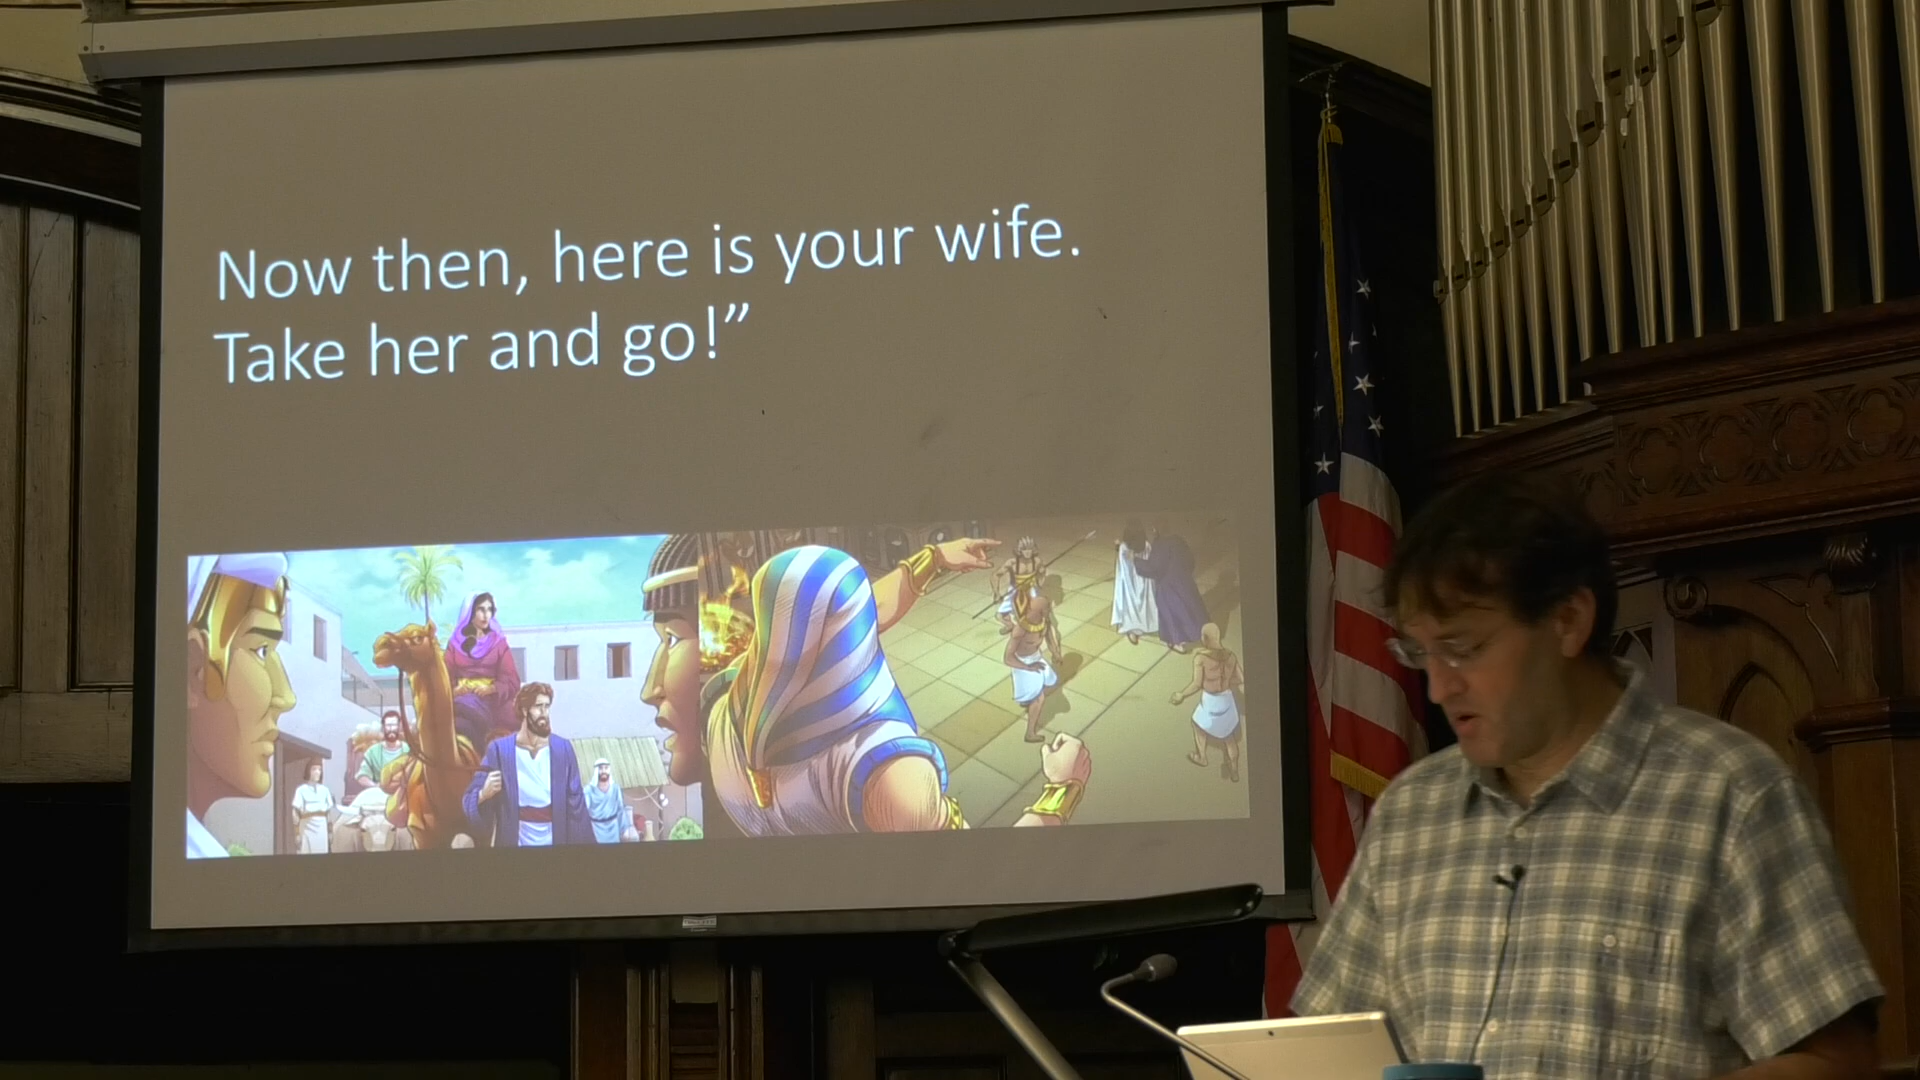 Now then, here is your wife.
Take her and go!”